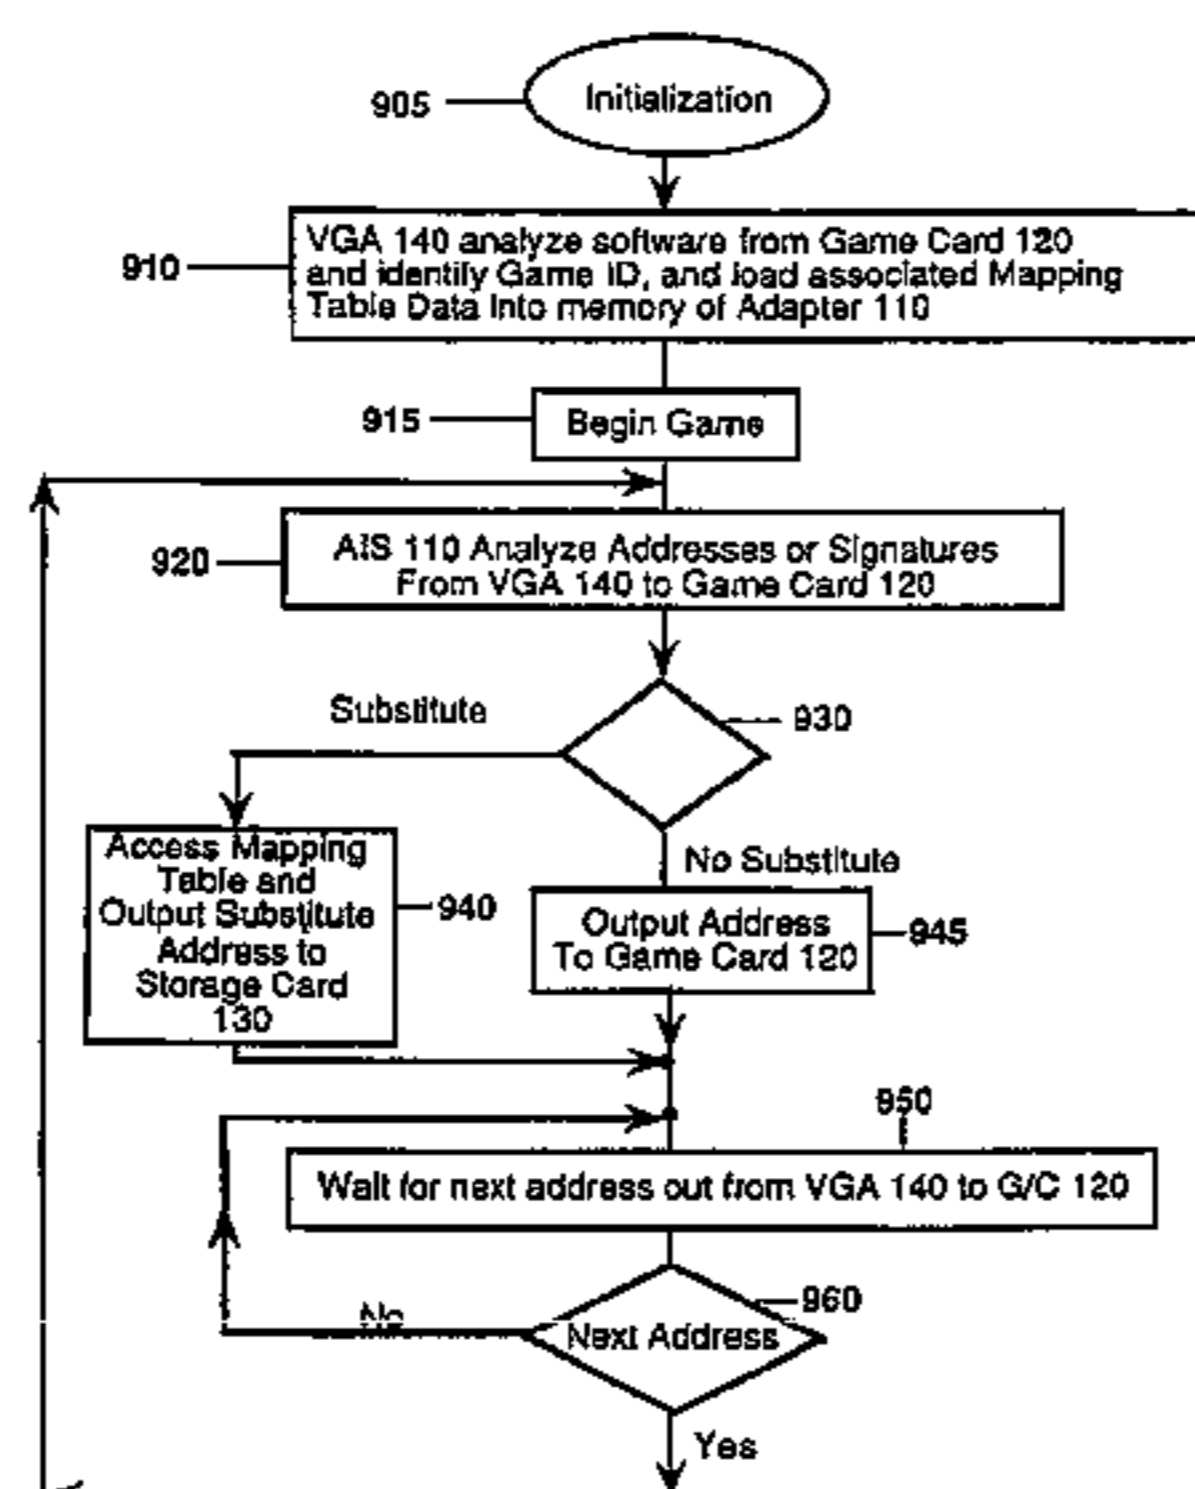 Initialization
905
VGA 140 analyze software from Game Card 120
and identify Game ID, and load associated Mapping
Table Data Into memory of Adapter 110
910
Begin Game
915
AIS 110 Analyze Addresses or Signatures
From VGA 140 to Game Card 120
920
930
Substitute
No Substitute
Access Mapping
Table and
Output Substitute
Address to
Storage Card
130
940
Output Address
To Game Card 120
945
950
Wait for next address out from VGA 140 to G/C 120
960
Next Address
No
Yes